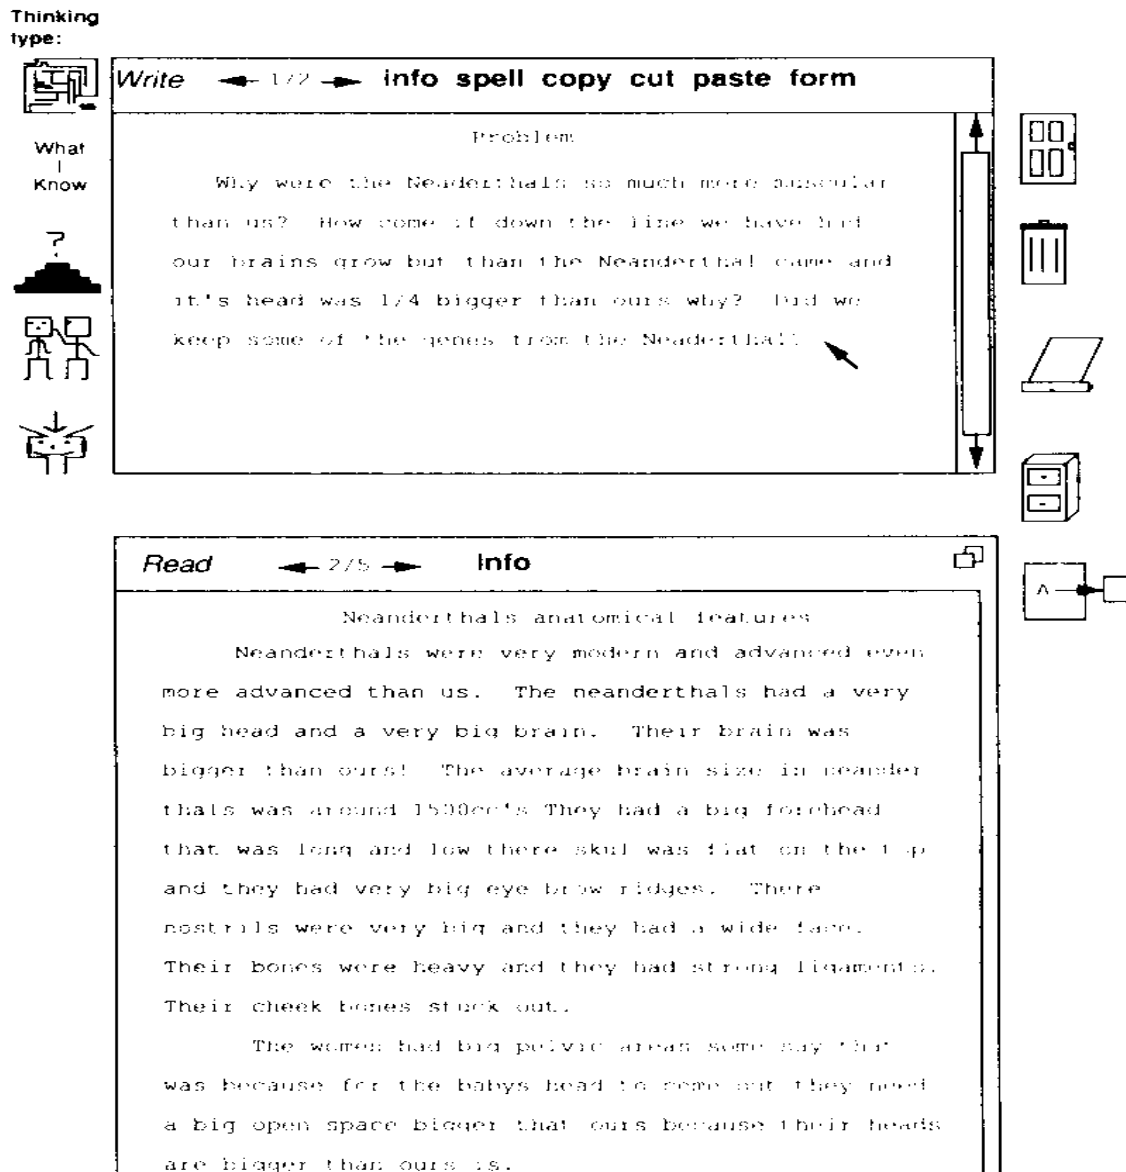 Thinking
type:
Write 1/2 info spell copy cut paste form
What
I
Know
?
Problem
Why were the Neaderthals so much more muscular
than us? How come if down the line we have had
our brains grow but than the Neanderthal came and
it's head was 1/4 bigger than ours why? Did we
keep some of the genes from the Neaderthal?
Read 2/5 Info
A
Neanderthals anatomical features
Neanderthals were very modern and advanced even
more advanced than us. The neanderthals had a very
big head and a very big brain. Their brain was
bigger than ours! The average brain size in neander
thals was around 1500cc's They had a big forehead
that was long and low there skul was flat on the top
and they had very big eye brow ridges. There
nostrils were very big and they had a wide face.
Their bones were heavy and they had strong ligaments.
Their cheek bones stuck out.
The women had big pelvic areas some say that
was because for the babys head to come out they need
a big open space bigger that ours because their heads
are bigger than ours is.